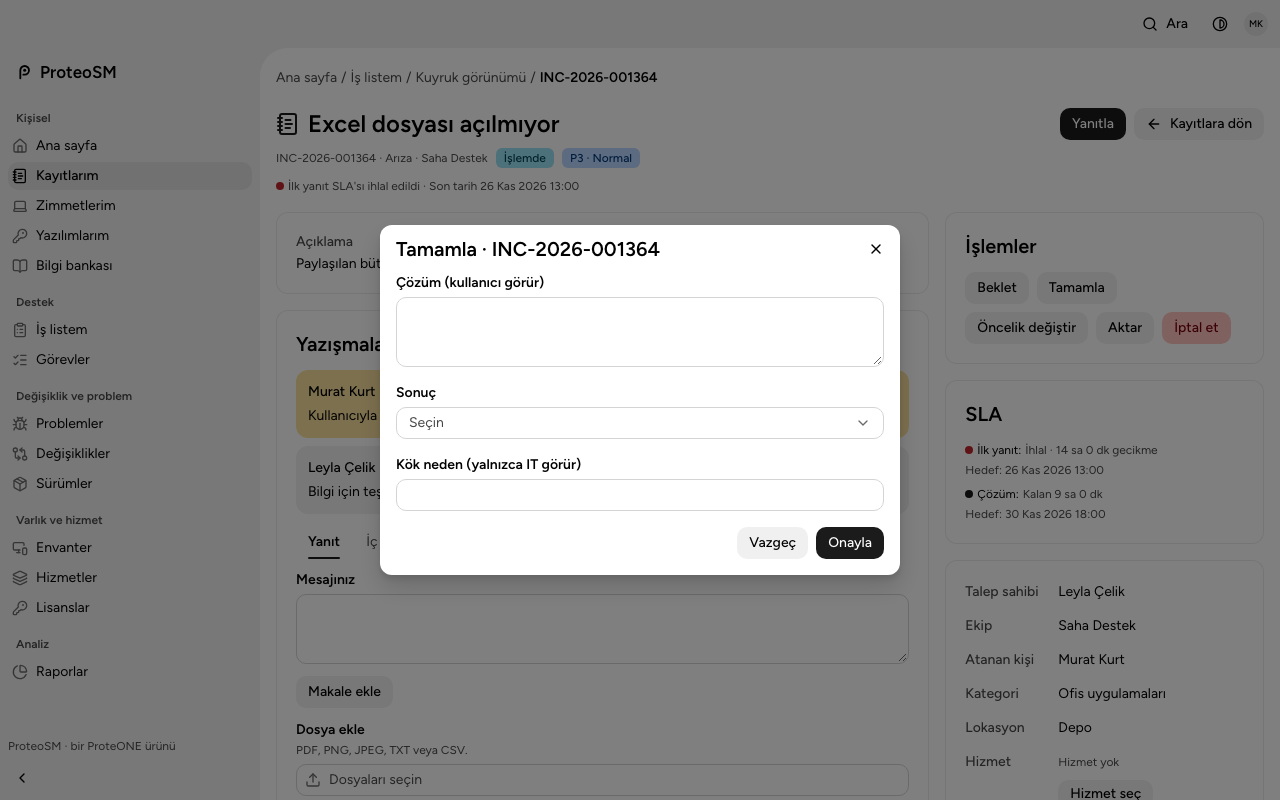 Ara
MK
ProteoSM
Kişisel
Ana sayfa
Kayıtlarım
Zimmetlerim
Yazılımlarım
Bilgi bankası
Destek
İş listem
Görevler
Değişiklik ve problem
Problemler
Değişiklikler
Sürümler
Varlık ve hizmet
Envanter
Hizmetler
Lisanslar
Analiz
Raporlar
ProteoSM · bir ProteONE ürünü
Ana sayfa / İş listem / Kuyruk görünümü / INC-2026-001364
Excel dosyası açılmıyor
Yanıtla
Kayıtlara dön
INC-2026-001364 · Arıza · Saha Destek İşlemde P3 · Normal
İlk yanıt SLA'sı ihlal edildi · Son tarih 26 Kas 2026 13:00
Açıklama
Paylaşılan
Yazışmala
Murat Kurt
Kullanıcıyla
Leyla Çelik
Bilgi için
Yanıt
Mesajınız
Makale ekle
Dosya ekle
PDF, PNG, JPEG, TXT veya CSV.
Dosyaları seçin
Tamamla · INC-2026-001364
Çözüm (kullanıcı görür)
Sonuç
Seçin
Kök neden (yalnızca IT görür)
Vazgeç
Onayla
İşlemler
Beklet
Tamamla
Öncelik değiştir
Aktar
İptal et
SLA
İlk yanıt: İhlal · 14 sa 0 dk gecikme
Hedef: 26 Kas 2026 13:00
Çözüm: Kalan 9 sa 0 dk
Hedef: 30 Kas 2026 18:00
Talep sahibi Leyla Çelik
Ekip Saha Destek
Atanan kişi Murat Kurt
Kategori Ofis uygulamaları
Lokasyon Depo
Hizmet Hizmet yok
Hizmet seç